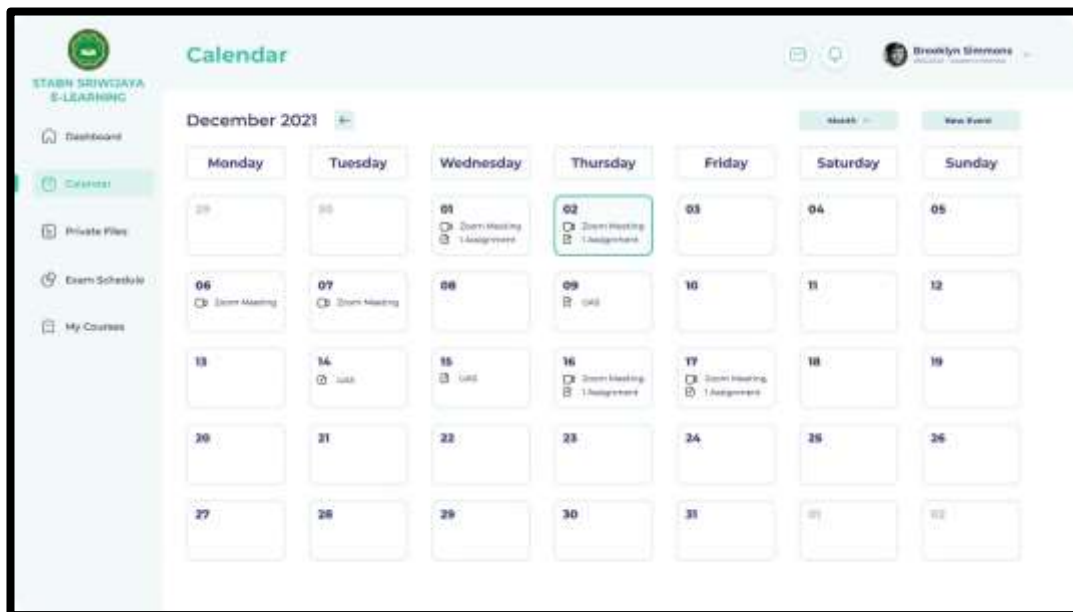 STABN SRIWIJAYA
E-LEARNING
Dashboard
Calendar
Private Files
Exam Schedule
My Courses
Calendar
Brooklyn Simmons
December 2021
Month
New Event
Monday Tuesday Wednesday Thursday Friday Saturday Sunday
29 30 01 02 03 04 05
Zoom Meeting Zoom Meeting
1 Assignment 1 Assignment
06 07 08 09 10 11 12
Zoom Meeting Zoom Meeting UAS
13 14 15 16 17 18 19
UAS UAS Zoom Meeting Zoom Meeting
1 Assignment 1 Assignment
20 21 22 23 24 25 26
27 28 29 30 31 01 02